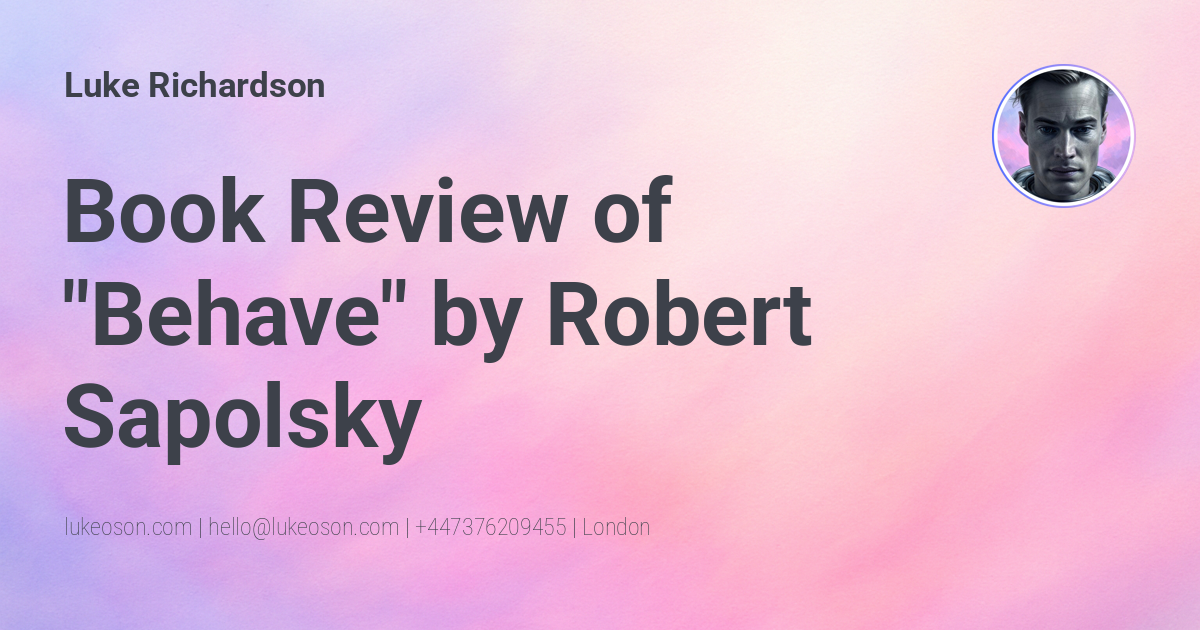 Luke Richardson
Book Review of
"Behave" by Robert
Sapolsky
lukeoson.com | hello@lukeoson.com | +447376209455 | London